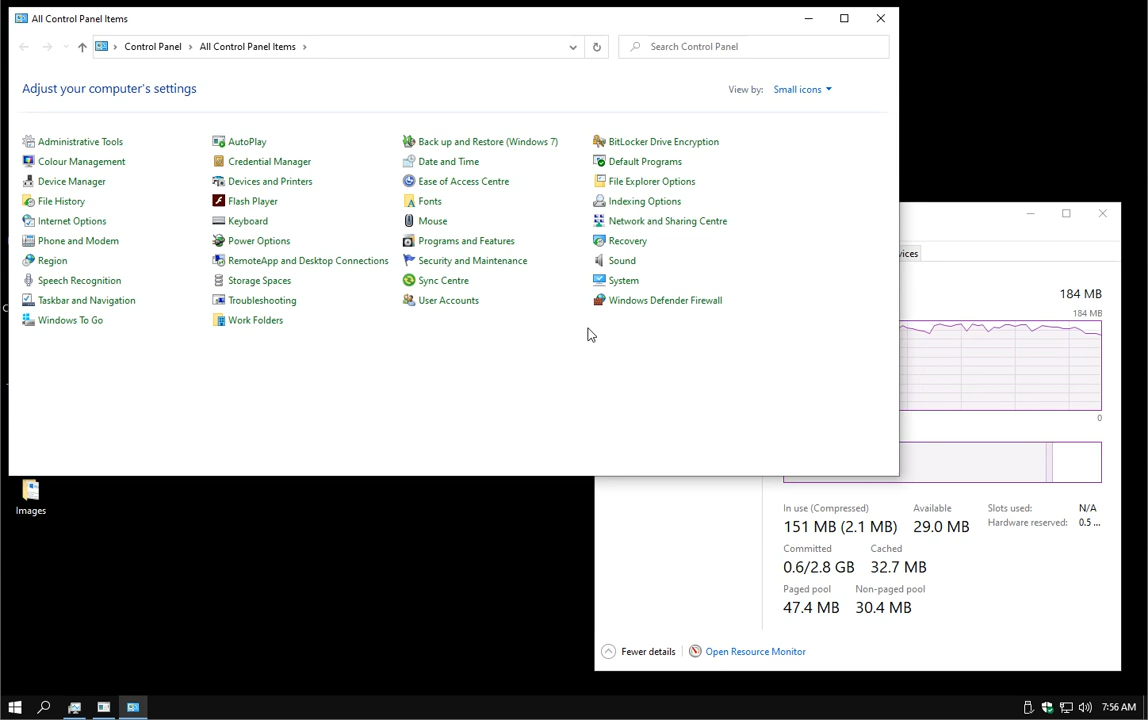 All Control Panel Items
Control Panel
All Control Panel Items
Search Control Panel
Adjust your computer's settings
View by: Small icons
Administrative Tools
AutoPlay
Back up and Restore (Windows 7)
BitLocker Drive Encryption
Colour Management
Credential Manager
Date and Time
Default Programs
Device Manager
Devices and Printers
Ease of Access Centre
File Explorer Options
File History
Flash Player
Fonts
Indexing Options
Internet Options
Keyboard
Mouse
Network and Sharing Centre
Phone and Modem
Power Options
Programs and Features
Recovery
Region
RemoteApp and Desktop Connections
Security and Maintenance
Sound
Speech Recognition
Storage Spaces
Sync Centre
System
Taskbar and Navigation
Troubleshooting
User Accounts
Windows Defender Firewall
Windows To Go
Work Folders
vices
184 MB
184 MB
0
Images
In use (Compressed)
Available
Slots used:
N/A
151 MB (2.1 MB)
29.0 MB
Hardware reserved:
0.5 ...
Committed
Cached
0.6/2.8 GB
32.7 MB
Paged pool
Non-paged pool
47.4 MB
30.4 MB
Fewer details
Open Resource Monitor
7:56 AM